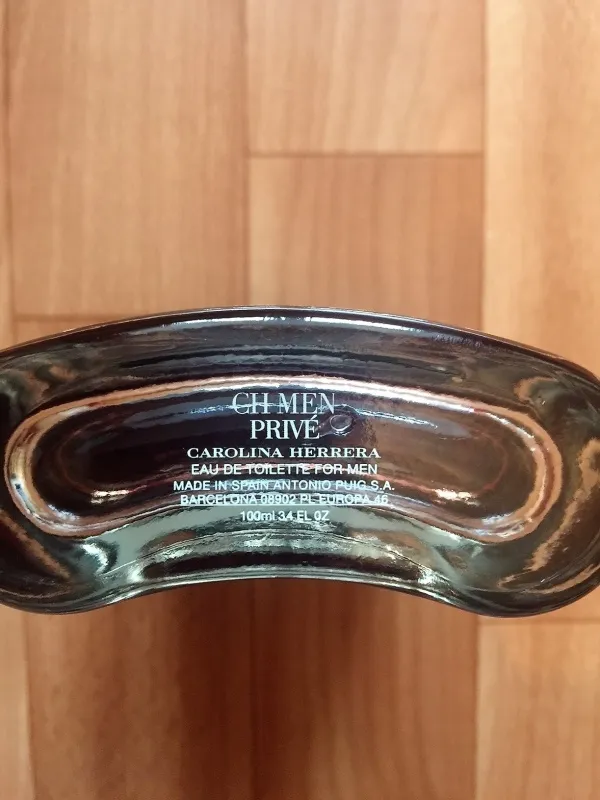 CH MEN
PRIVÉ
CAROLINA HERRERA
EAU DE TOILETTE FOR MEN
MADE IN SPAIN ANTONIO PUIG S.A.
BARCELONA 08902 PL.EUROPA 46
100ml 3.4 FL OZ